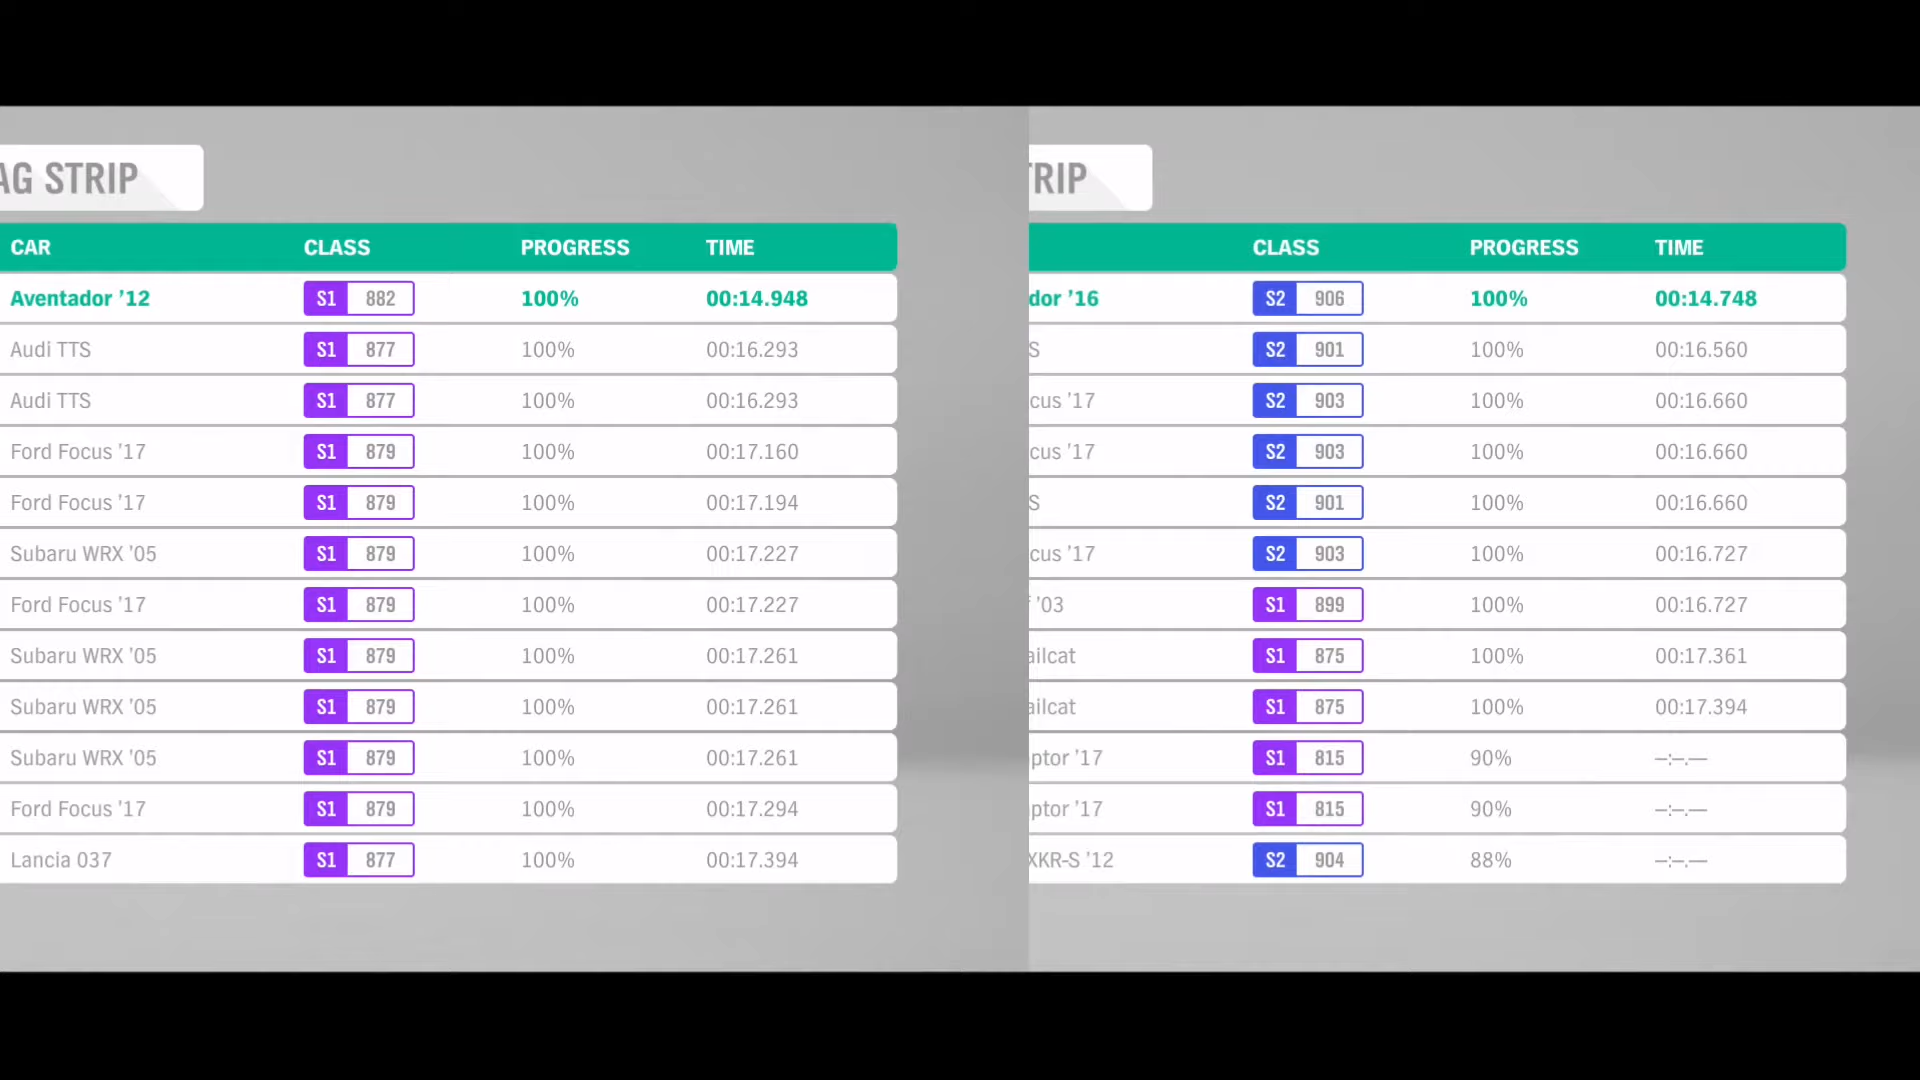 AG STRIP
CAR CLASS PROGRESS TIME
Aventador ’12 S1 882 100% 00:14.948
Audi TTS S1 877 100% 00:16.293
Audi TTS S1 877 100% 00:16.293
Ford Focus ’17 S1 879 100% 00:17.160
Ford Focus ’17 S1 879 100% 00:17.194
Subaru WRX ’05 S1 879 100% 00:17.227
Ford Focus ’17 S1 879 100% 00:17.227
Subaru WRX ’05 S1 879 100% 00:17.261
Subaru WRX ’05 S1 879 100% 00:17.261
Subaru WRX ’05 S1 879 100% 00:17.261
Ford Focus ’17 S1 879 100% 00:17.294
Lancia 037 S1 877 100% 00:17.394
TRIP
CLASS PROGRESS TIME
dor ’16 S2 906 100% 00:14.748
S S2 901 100% 00:16.560
cus ’17 S2 903 100% 00:16.660
cus ’17 S2 903 100% 00:16.660
S S2 901 100% 00:16.660
cus ’17 S2 903 100% 00:16.727
’03 S1 899 100% 00:16.727
ailcat S1 875 100% 00:17.361
ailcat S1 875 100% 00:17.394
ptor ’17 S1 815 90% –:–.––
ptor ’17 S1 815 90% –:–.––
XKR-S ’12 S2 904 88% –:–.––